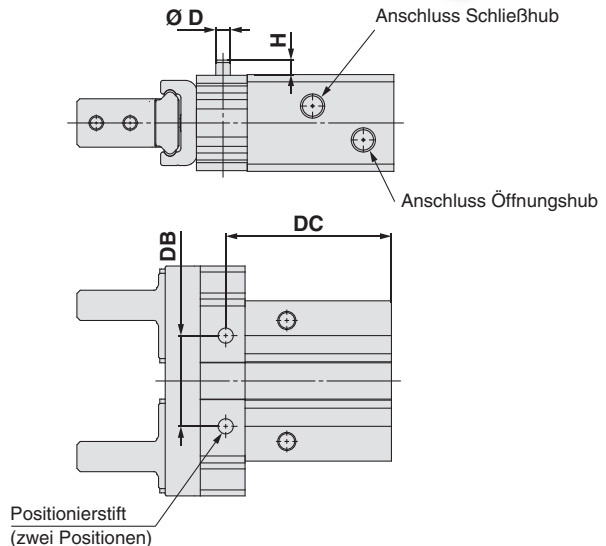 Ø D
H
Anschluss Schließhub
Anschluss Öffnungshub
DC
DB
Positionierstift
(zwei Positionen)